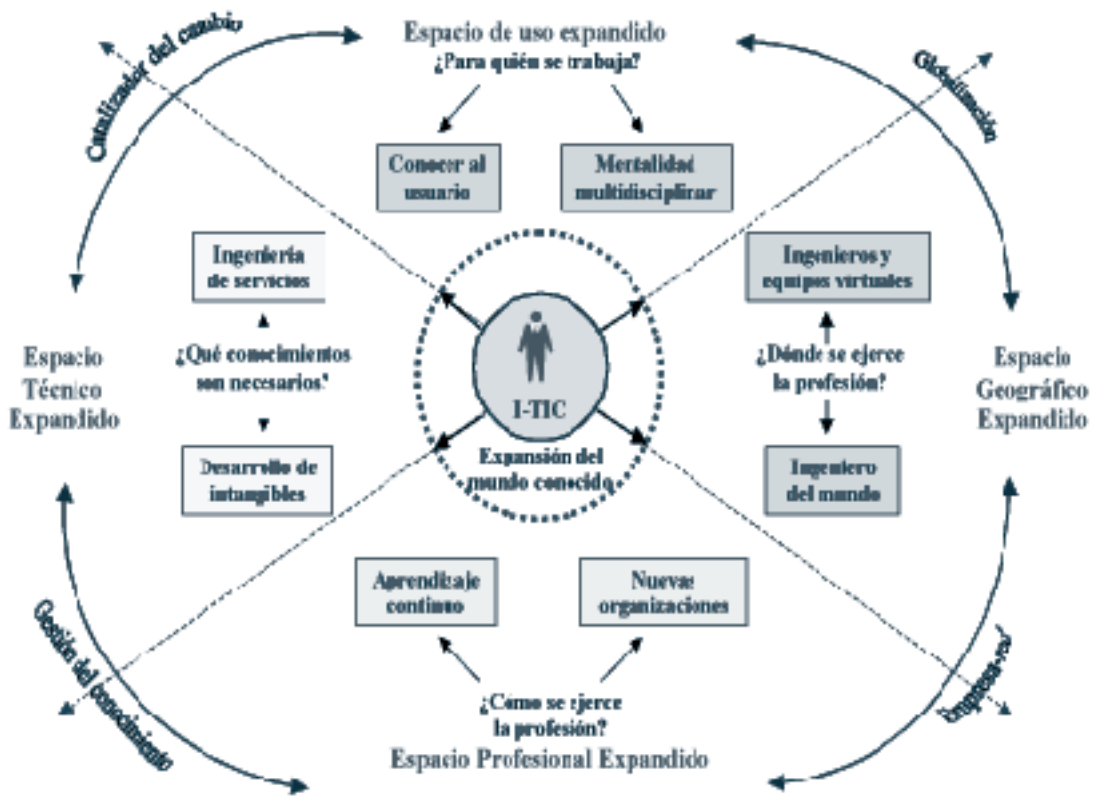 Catalizador del cambio
Espacio de uso expandido
¿Para quién se trabaja?
Globalización
Conocer al
usuario
Mentalidad
multidisciplinar
Ingeniería
de servicios
Ingenieros y
equipos virtuales
Espacio
Técnico
Expandido
¿Qué conocimientos
son necesarios?
I-TIC
Expansión del
mundo conocido
¿Dónde se ejerce
la profesión?
Espacio
Geográfico
Expandido
Desarrollo de
intangibles
Ingeniero
del mundo
Aprendizaje
continuo
Nuevas
organizaciones
Gestión del conocimiento
¿Cómo se ejerce
la profesión?
Espacio Profesional Expandido
Empresa-red